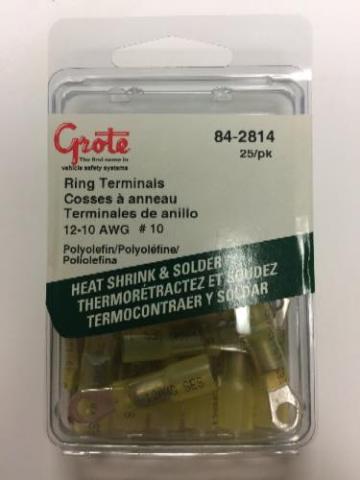 Grote
The first name in
vehicle safety systems
84-2814
25/pk
Ring Terminals
Cosses à anneau
Terminales de anillo
12-10 AWG # 10
Polyolefin/Polyoléfine/
Poliolefina
HEAT SHRINK & SOLDER
THERMORÉTRACTEZ ET SOUDEZ
TERMOCONTRAER Y SOLDAR